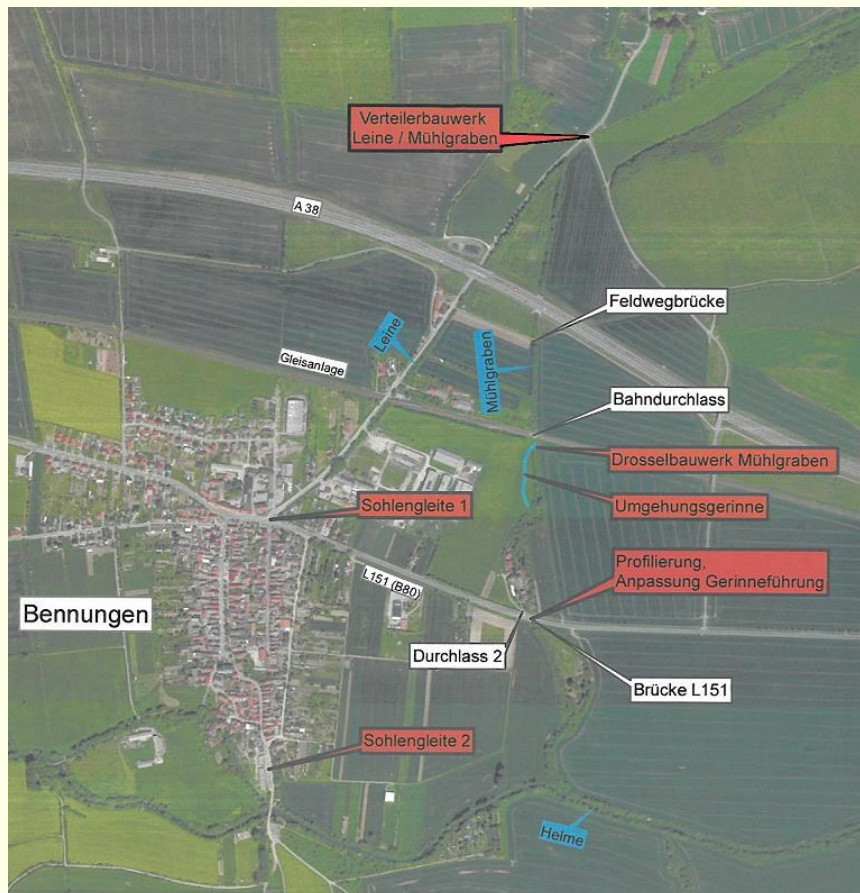 Verteilerbauwerk
Leine / Mühlgraben
A 38
Feldwegbrücke
Leine
Gleisanlage
Mühlgraben
Bahndurchlass
Drosselbauwerk Mühlgraben
Sohlengleite 1
Umgehungsgerinne
Profilierung,
Anpassung Gerinneführung
L151 (B80)
Bennungen
Durchlass 2
Brücke L151
Sohlengleite 2
Helme